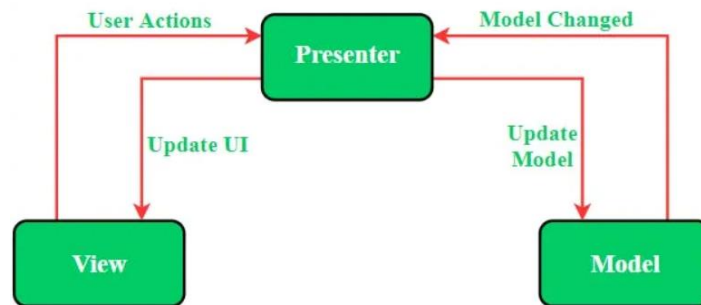 User Actions
Model Changed
Presenter
Update UI
Update
Model
View
Model